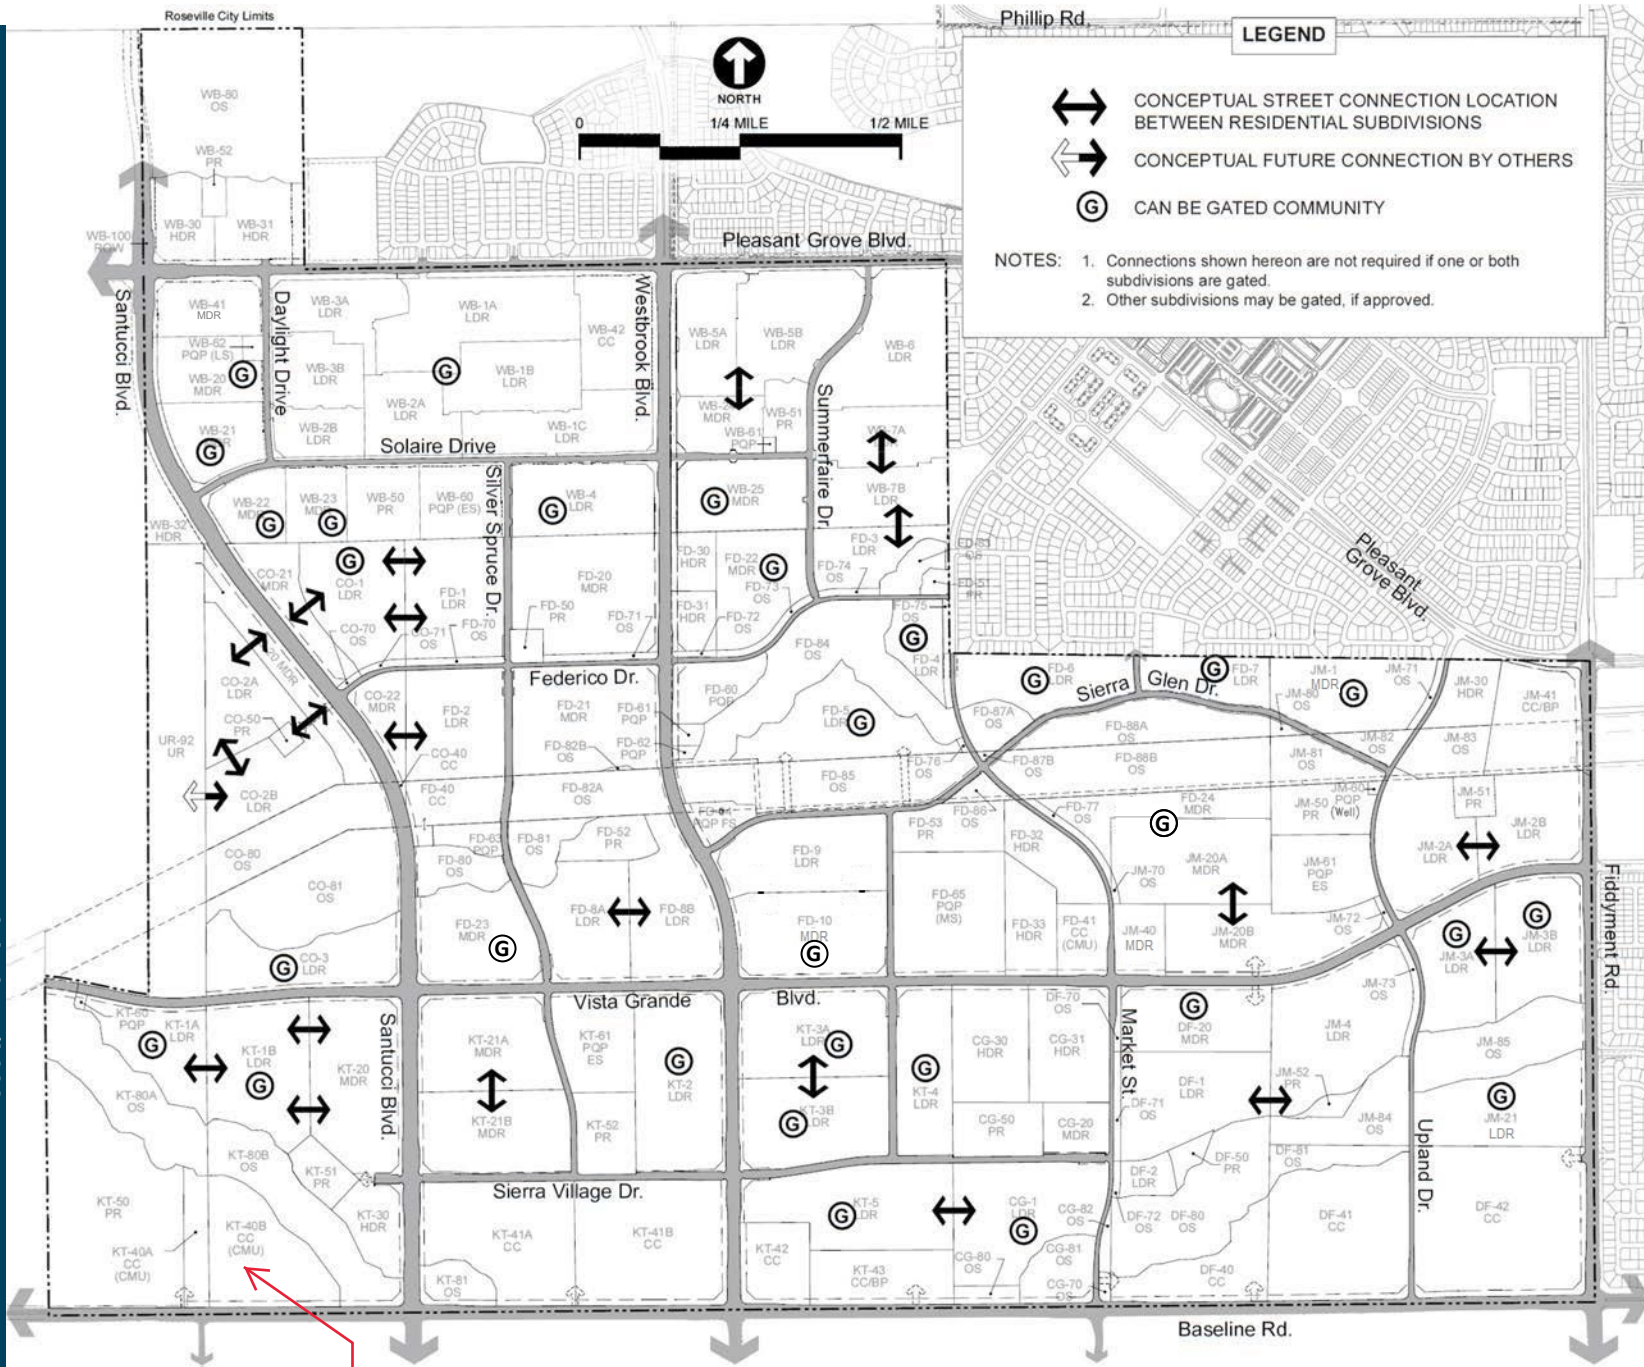 Roseville City Limits
Phillip Rd.
LEGEND
CONCEPTUAL STREET CONNECTION LOCATION
BETWEEN RESIDENTIAL SUBDIVISIONS
CONCEPTUAL FUTURE CONNECTION BY OTHERS
G CAN BE GATED COMMUNITY
NOTES: 1. Connections shown hereon are not required if one or both
subdivisions are gated.
2. Other subdivisions may be gated, if approved.
NORTH
0 1/4 MILE 1/2 MILE
WB-80
OS
WB-52
PR
WB-30
HDR
WB-31
HDR
WB-100
ROW
Pleasant Grove Blvd.
Santucci Blvd.
Daylight Drive
Westbrook Blvd.
Summerfaire Dr.
WB-41
MDR
WB-62
PQP (LS)
WB-20
MDR
G
WB-21
G
WB-3A
LDR
WB-3B
LDR
WB-2B
LDR
WB-1A
LDR
WB-1B
LDR
WB-2A
LDR
WB-1C
LDR
WB-42
CC
G
WB-5A
LDR
WB-5B
LDR
WB-6
LDR
MDR
WB-51
PR
WB-61
PQP
WB-7A
WB-7B
LDR
Solaire Drive
Silver Spruce Dr.
WB-22
MDR
G
WB-23
MDR
G
WB-50
PR
WB-60
PQP (ES)
WB-4
LDR
G
WB-25
MDR
G
WB-32
HDR
CO-21
MDR
CO-1
LDR
G
FD-1
LDR
FD-20
MDR
FD-50
PR
FD-71
OS
FD-30
HDR
FD-31
HDR
FD-22
MDR
G
FD-73
OS
FD-72
OS
FD-74
OS
FD-3
LDR
FD-83
OS
FD-51
PR
FD-75
OS
G
FD-4
LDR
FD-84
OS
CO-70
OS
CO-71
OS
FD-70
OS
Federico Dr.
20 MDR
CO-2A
LDR
CO-50
PR
CO-2B
LDR
UR-92
UR
CO-22
MDR
FD-2
LDR
CO-40
CC
FD-40
CC
FD-21
MDR
FD-82B
OS
FD-82A
OS
FD-60
PQP
FD-61
PQP
FD-62
PQP
FD-5
LDR
G
FD-85
OS
FD-76
OS
FD-87A
OS
FD-87B
OS
FD-86
OS
FD-6
LDR
G
Sierra Glen Dr.
FD-7
LDR
G
JM-1
MDR
G
JM-80
OS
JM-71
OS
JM-30
HDR
JM-41
CC/BP
FD-88A
OS
FD-88B
OS
JM-81
OS
JM-82
OS
JM-83
OS
Pleasant
Grove Blvd.
Fiddyment Rd.
CO-80
OS
CO-81
OS
CO-3
LDR
G
FD-80
OS
FD-63
PQP
FD-81
OS
FD-52
PR
FD-23
MDR
G
FD-8A
LDR
FD-8B
LDR
PQP FS
FD-9
LDR
FD-10
MDR
G
FD-53
PR
FD-65
PQP
(MS)
FD-32
HDR
FD-33
HDR
FD-77
OS
FD-41
CC
(CMU)
FD-24
MDR
G
JM-70
OS
JM-20A
MDR
JM-20B
MDR
JM-40
MDR
JM-50
PR
JM-60
PQP
(Well)
JM-61
PQP
ES
JM-72
OS
JM-51
PR
JM-2A
LDR
JM-2B
LDR
JM-3A
LDR
G
JM-3B
LDR
G
JM-73
OS
Vista Grande Blvd.
KT-60
PQP
KT-1A
LDR
G
KT-1B
LDR
G
KT-20
MDR
KT-80A
OS
KT-80B
OS
KT-51
PR
KT-30
HDR
KT-50
PR
KT-40A
CC
(CMU)
KT-40B
CC
(CMU)
Santucci Blvd.
KT-21A
MDR
KT-21B
MDR
KT-61
PQP
ES
KT-52
PR
G
KT-2
LDR
KT-3A
LDR
G
KT-3B
LDR
G
G
KT-4
LDR
CG-30
HDR
CG-31
HDR
CG-50
PR
CG-20
MDR
DF-70
OS
Market St.
DF-71
OS
G
DF-20
MDR
DF-1
LDR
JM-4
LDR
JM-52
PR
JM-84
OS
JM-85
OS
G
JM-21
LDR
Upland Dr.
Sierra Village Dr.
KT-41A
CC
KT-41B
CC
KT-81
OS
KT-42
CC
KT-5
LDR
G
KT-43
CC/BP
CG-1
LDR
G
CG-80
OS
CG-82
OS
CG-81
OS
CG-70
OS
DF-2
LDR
DF-50
PR
DF-72
OS
DF-80
OS
DF-81
OS
DF-40
CC
DF-41
CC
DF-42
CC
Baseline Rd.